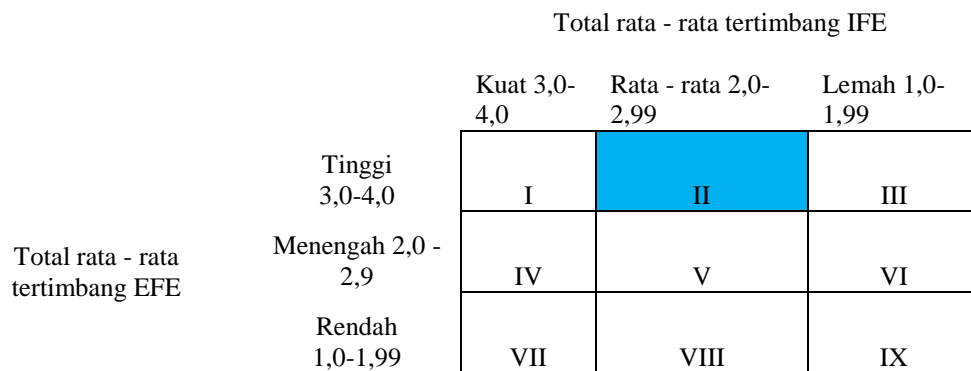 Total rata - rata tertimbang IFE
Kuat 3,0-
4,0
Rata - rata 2,0-
2,99
Lemah 1,0-
1,99
Tinggi
3,0-4,0
I
II
III
Total rata - rata
tertimbang EFE
Menengah 2,0 -
2,9
IV
V
VI
Rendah
1,0-1,99
VII
VIII
IX